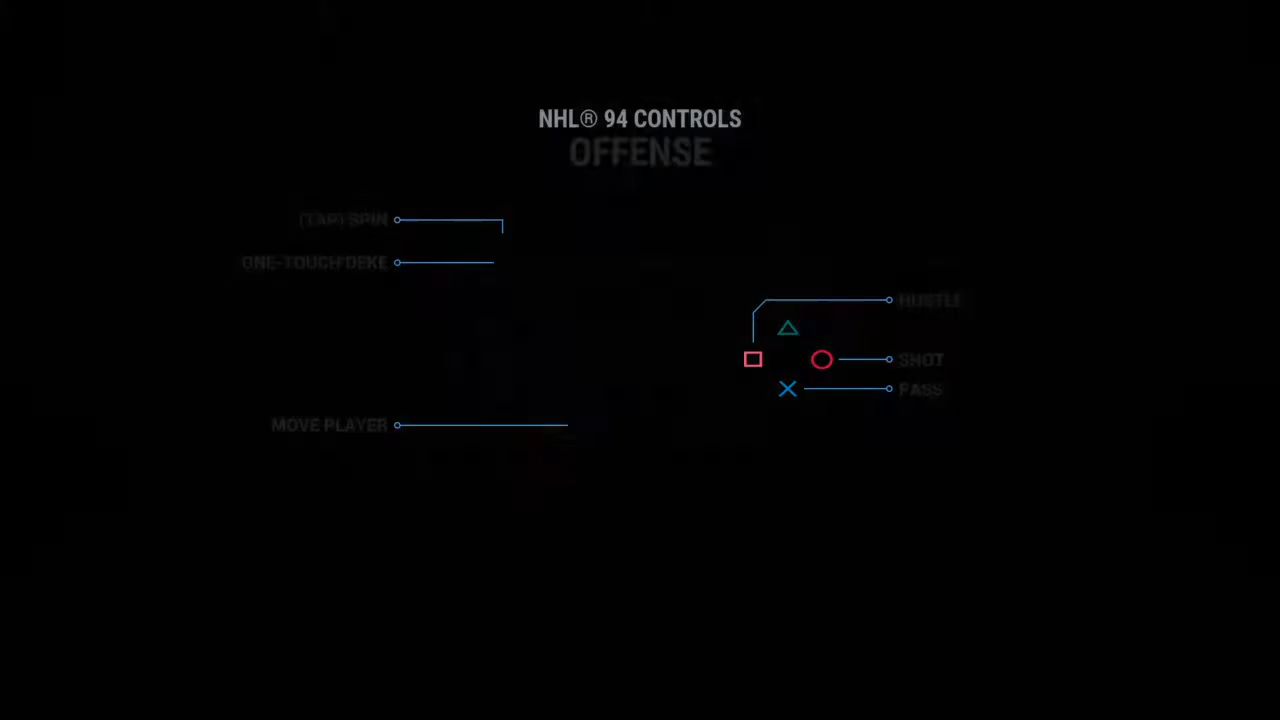 NHL® 94 CONTROLS
OFFENSE
(TAP) SPIN
ONE-TOUCH DEKE
HUSTLE
SHOT
PASS
MOVE PLAYER